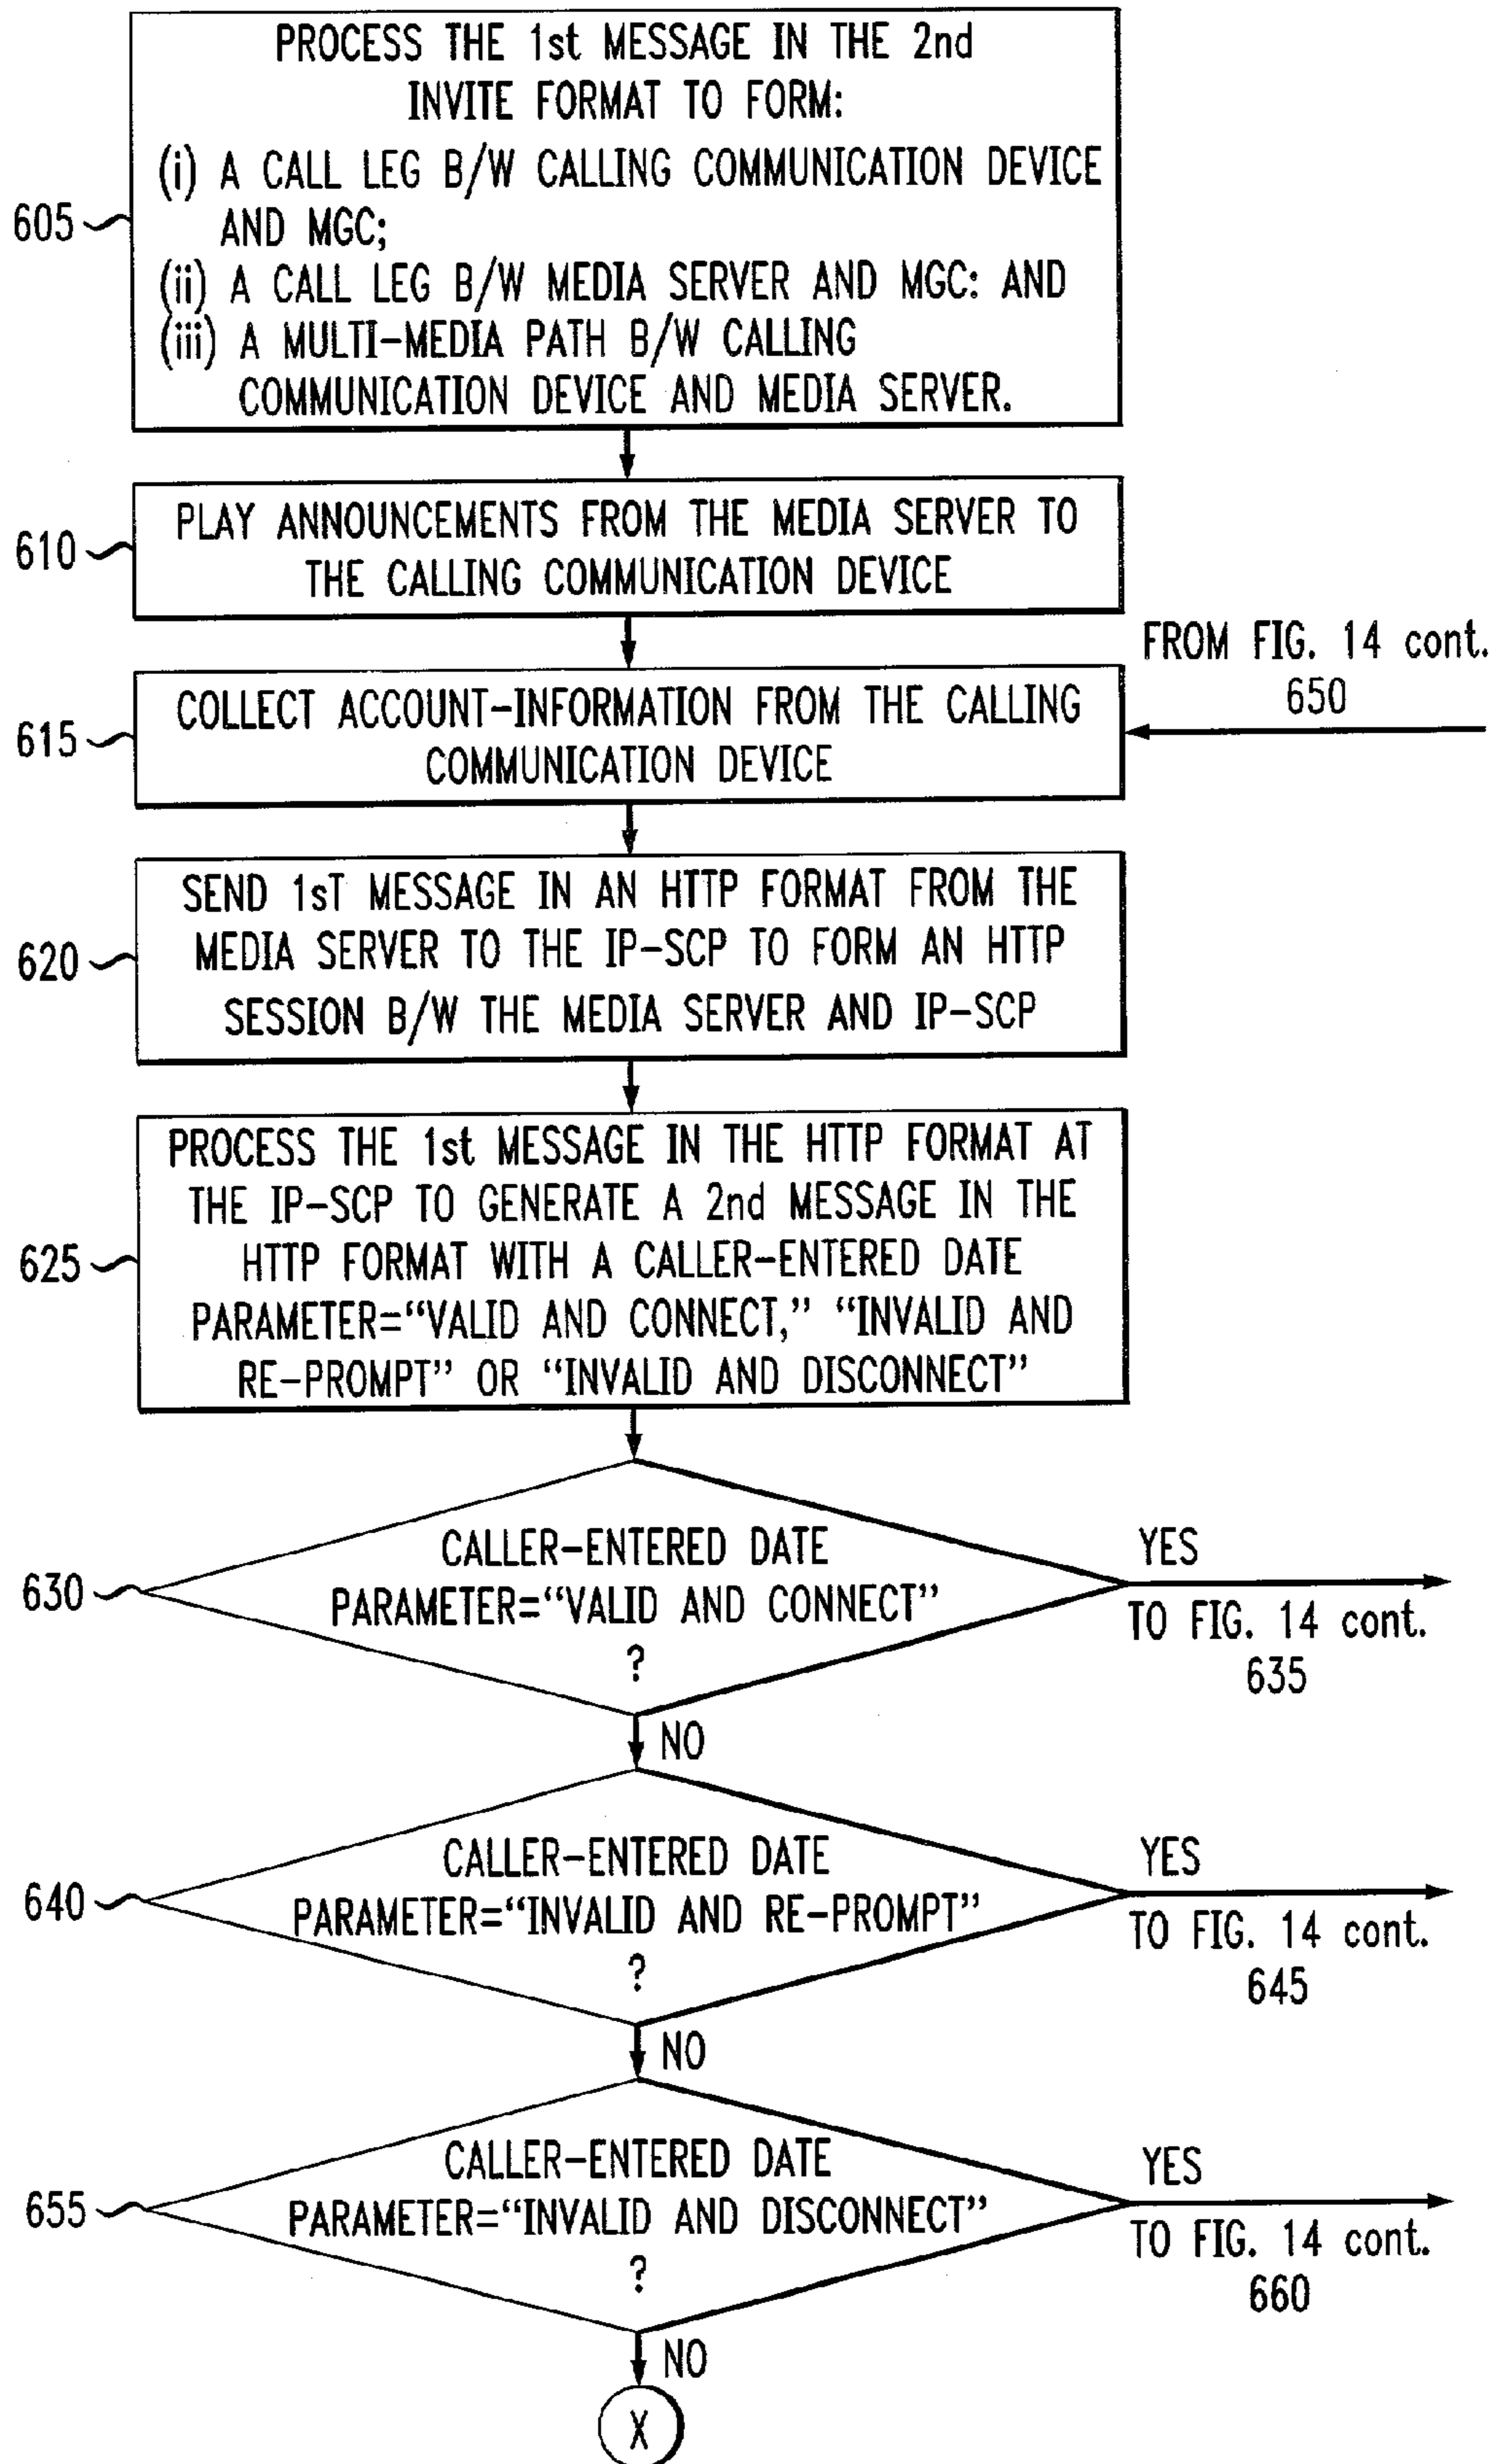 PROCESS THE 1st MESSAGE IN THE 2nd
INVITE FORMAT TO FORM:
(i) A CALL LEG B/W CALLING COMMUNICATION DEVICE
AND MGC;
(ii) A CALL LEG B/W MEDIA SERVER AND MGC: AND
(iii) A MULTI-MEDIA PATH B/W CALLING
COMMUNICATION DEVICE AND MEDIA SERVER.
605
PLAY ANNOUNCEMENTS FROM THE MEDIA SERVER TO
THE CALLING COMMUNICATION DEVICE
610
FROM FIG. 14 cont.
650
COLLECT ACCOUNT-INFORMATION FROM THE CALLING
COMMUNICATION DEVICE
615
SEND 1sT MESSAGE IN AN HTTP FORMAT FROM THE
MEDIA SERVER TO THE IP-SCP TO FORM AN HTTP
SESSION B/W THE MEDIA SERVER AND IP-SCP
620
PROCESS THE 1st MESSAGE IN THE HTTP FORMAT AT
THE IP-SCP TO GENERATE A 2nd MESSAGE IN THE
HTTP FORMAT WITH A CALLER-ENTERED DATE
PARAMETER=“VALID AND CONNECT,” “INVALID AND
RE-PROMPT” OR “INVALID AND DISCONNECT”
625
CALLER-ENTERED DATE
PARAMETER=“VALID AND CONNECT”
?
630
YES
TO FIG. 14 cont.
635
NO
CALLER-ENTERED DATE
PARAMETER=“INVALID AND RE-PROMPT”
?
640
YES
TO FIG. 14 cont.
645
NO
CALLER-ENTERED DATE
PARAMETER=“INVALID AND DISCONNECT”
?
655
YES
TO FIG. 14 cont.
660
NO
X